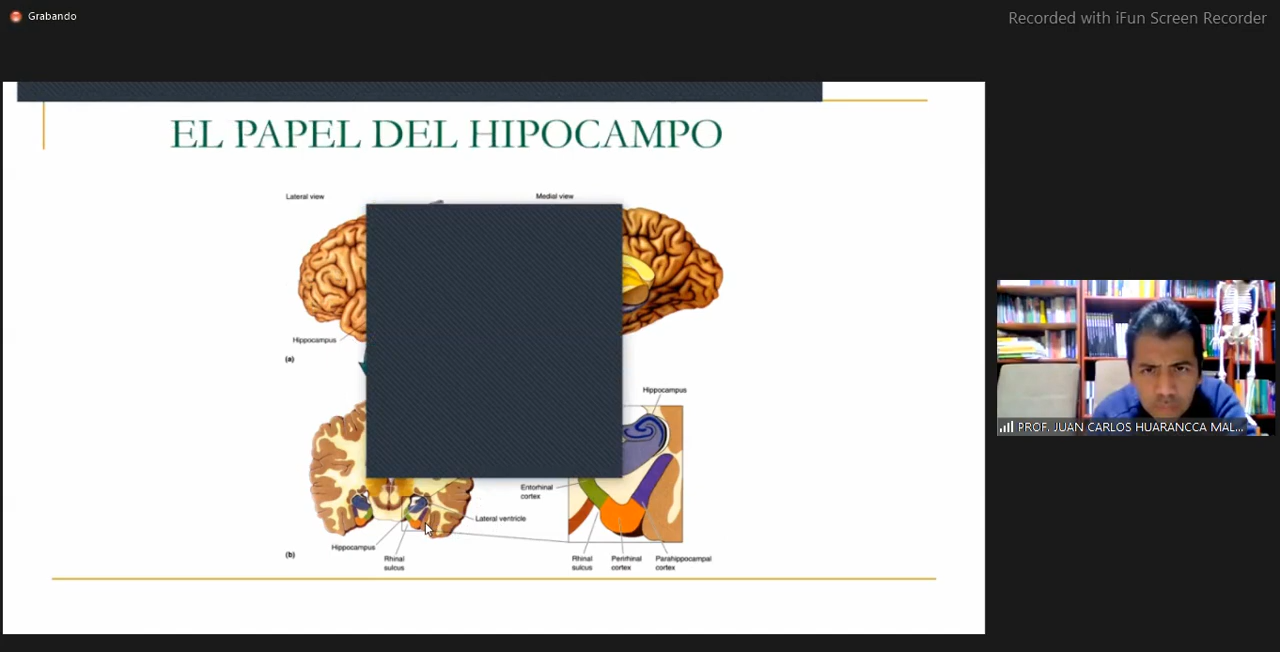 Grabando
Recorded with iFun Screen Recorder
EL PAPEL DEL HIPOCAMPO
Lateral view
Medial view
Hippocampus
(a)
Hippocampus
Entorhinal
cortex
Lateral ventricle
Hippocampus
(b)
Rhinal
sulcus
Rhinal
sulcus
Perirhinal
cortex
Parahippocampal
cortex
PROF. JUAN CARLOS HUARANCCA MAL...